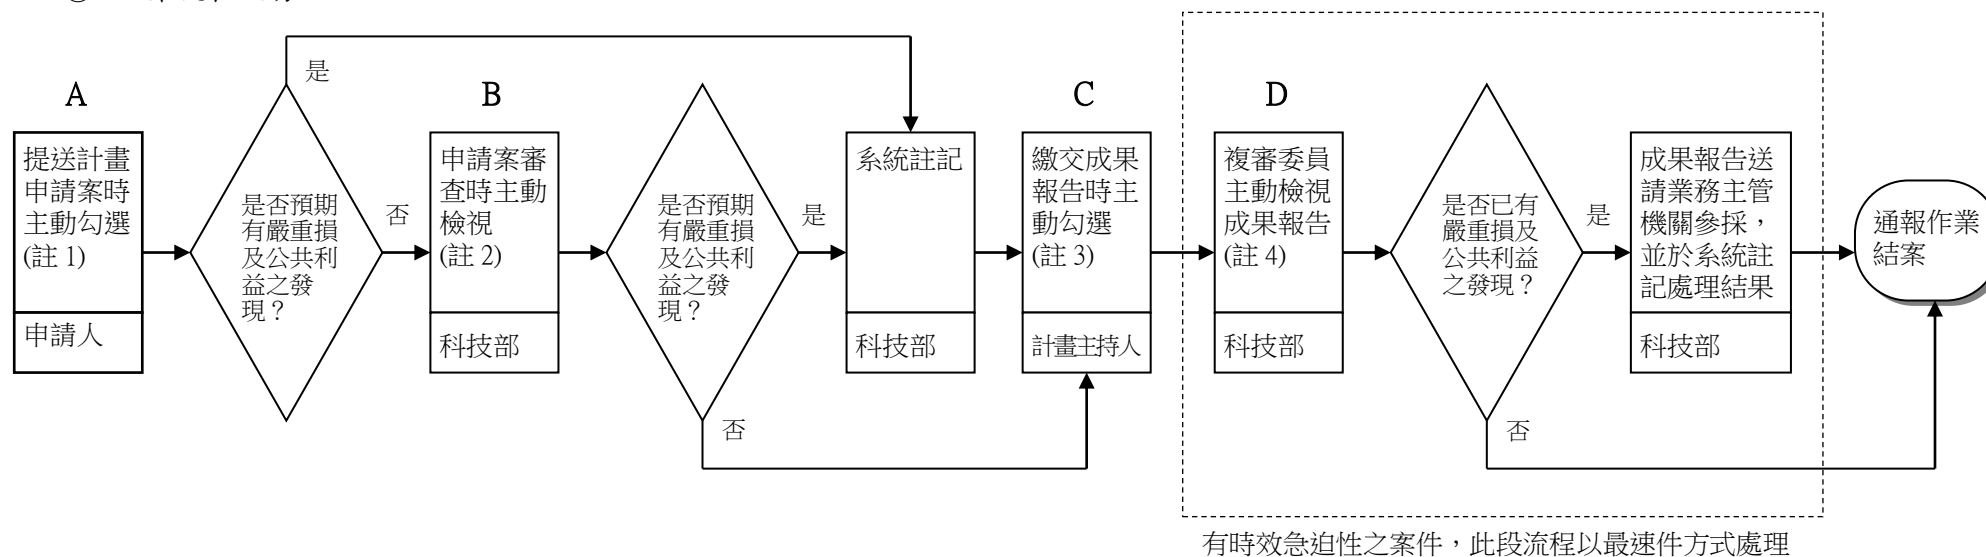 A
提送計畫
申請案時
主動勾選
(註 1)
申請人
是
是否預期
有嚴重損
及公共利
益之發
現？
否
B
申請案審
查時主動
檢視
(註 2)
科技部
是否預期
有嚴重損
及公共利
益之發
現？
是
否
系統註記
科技部
C
繳交成果
報告時主
動勾選
(註 3)
計畫主持人
D
複審委員
主動檢視
成果報告
(註 4)
科技部
是否已有
嚴重損及
公共利益
之發現？
是
否
成果報告送
請業務主管
機關參採，
並於系統註
記處理結果
科技部
通報作業
結案
有時效急迫性之案件，此段流程以最速件方式處理